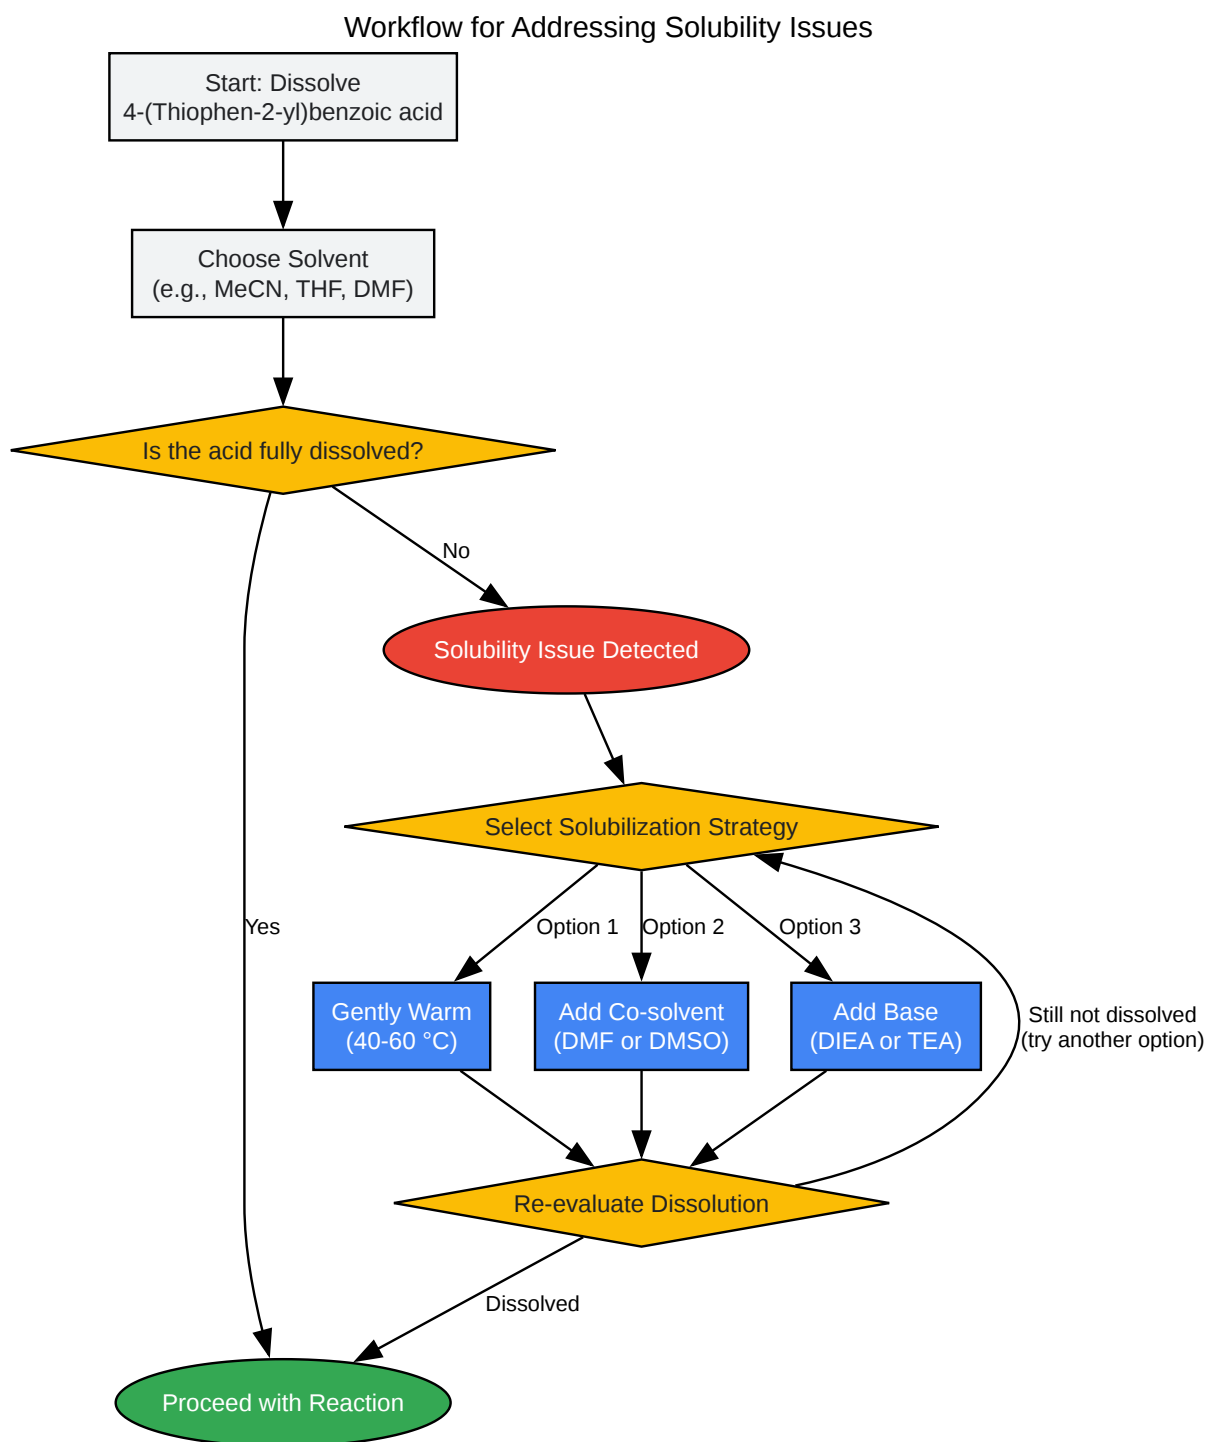 Workflow for Addressing Solubility Issues
Start: Dissolve
4-(Thiophen-2-yl)benzoic acid
Choose Solvent
(e.g., MeCN, THF, DMF)
Is the acid fully dissolved?
No
Solubility Issue Detected
Select Solubilization Strategy
Yes
Option 1
Option 2
Option 3
Gently Warm
(40-60 °C)
Add Co-solvent
(DMF or DMSO)
Add Base
(DIEA or TEA)
Still not dissolved
(try another option)
Re-evaluate Dissolution
Dissolved
Proceed with Reaction